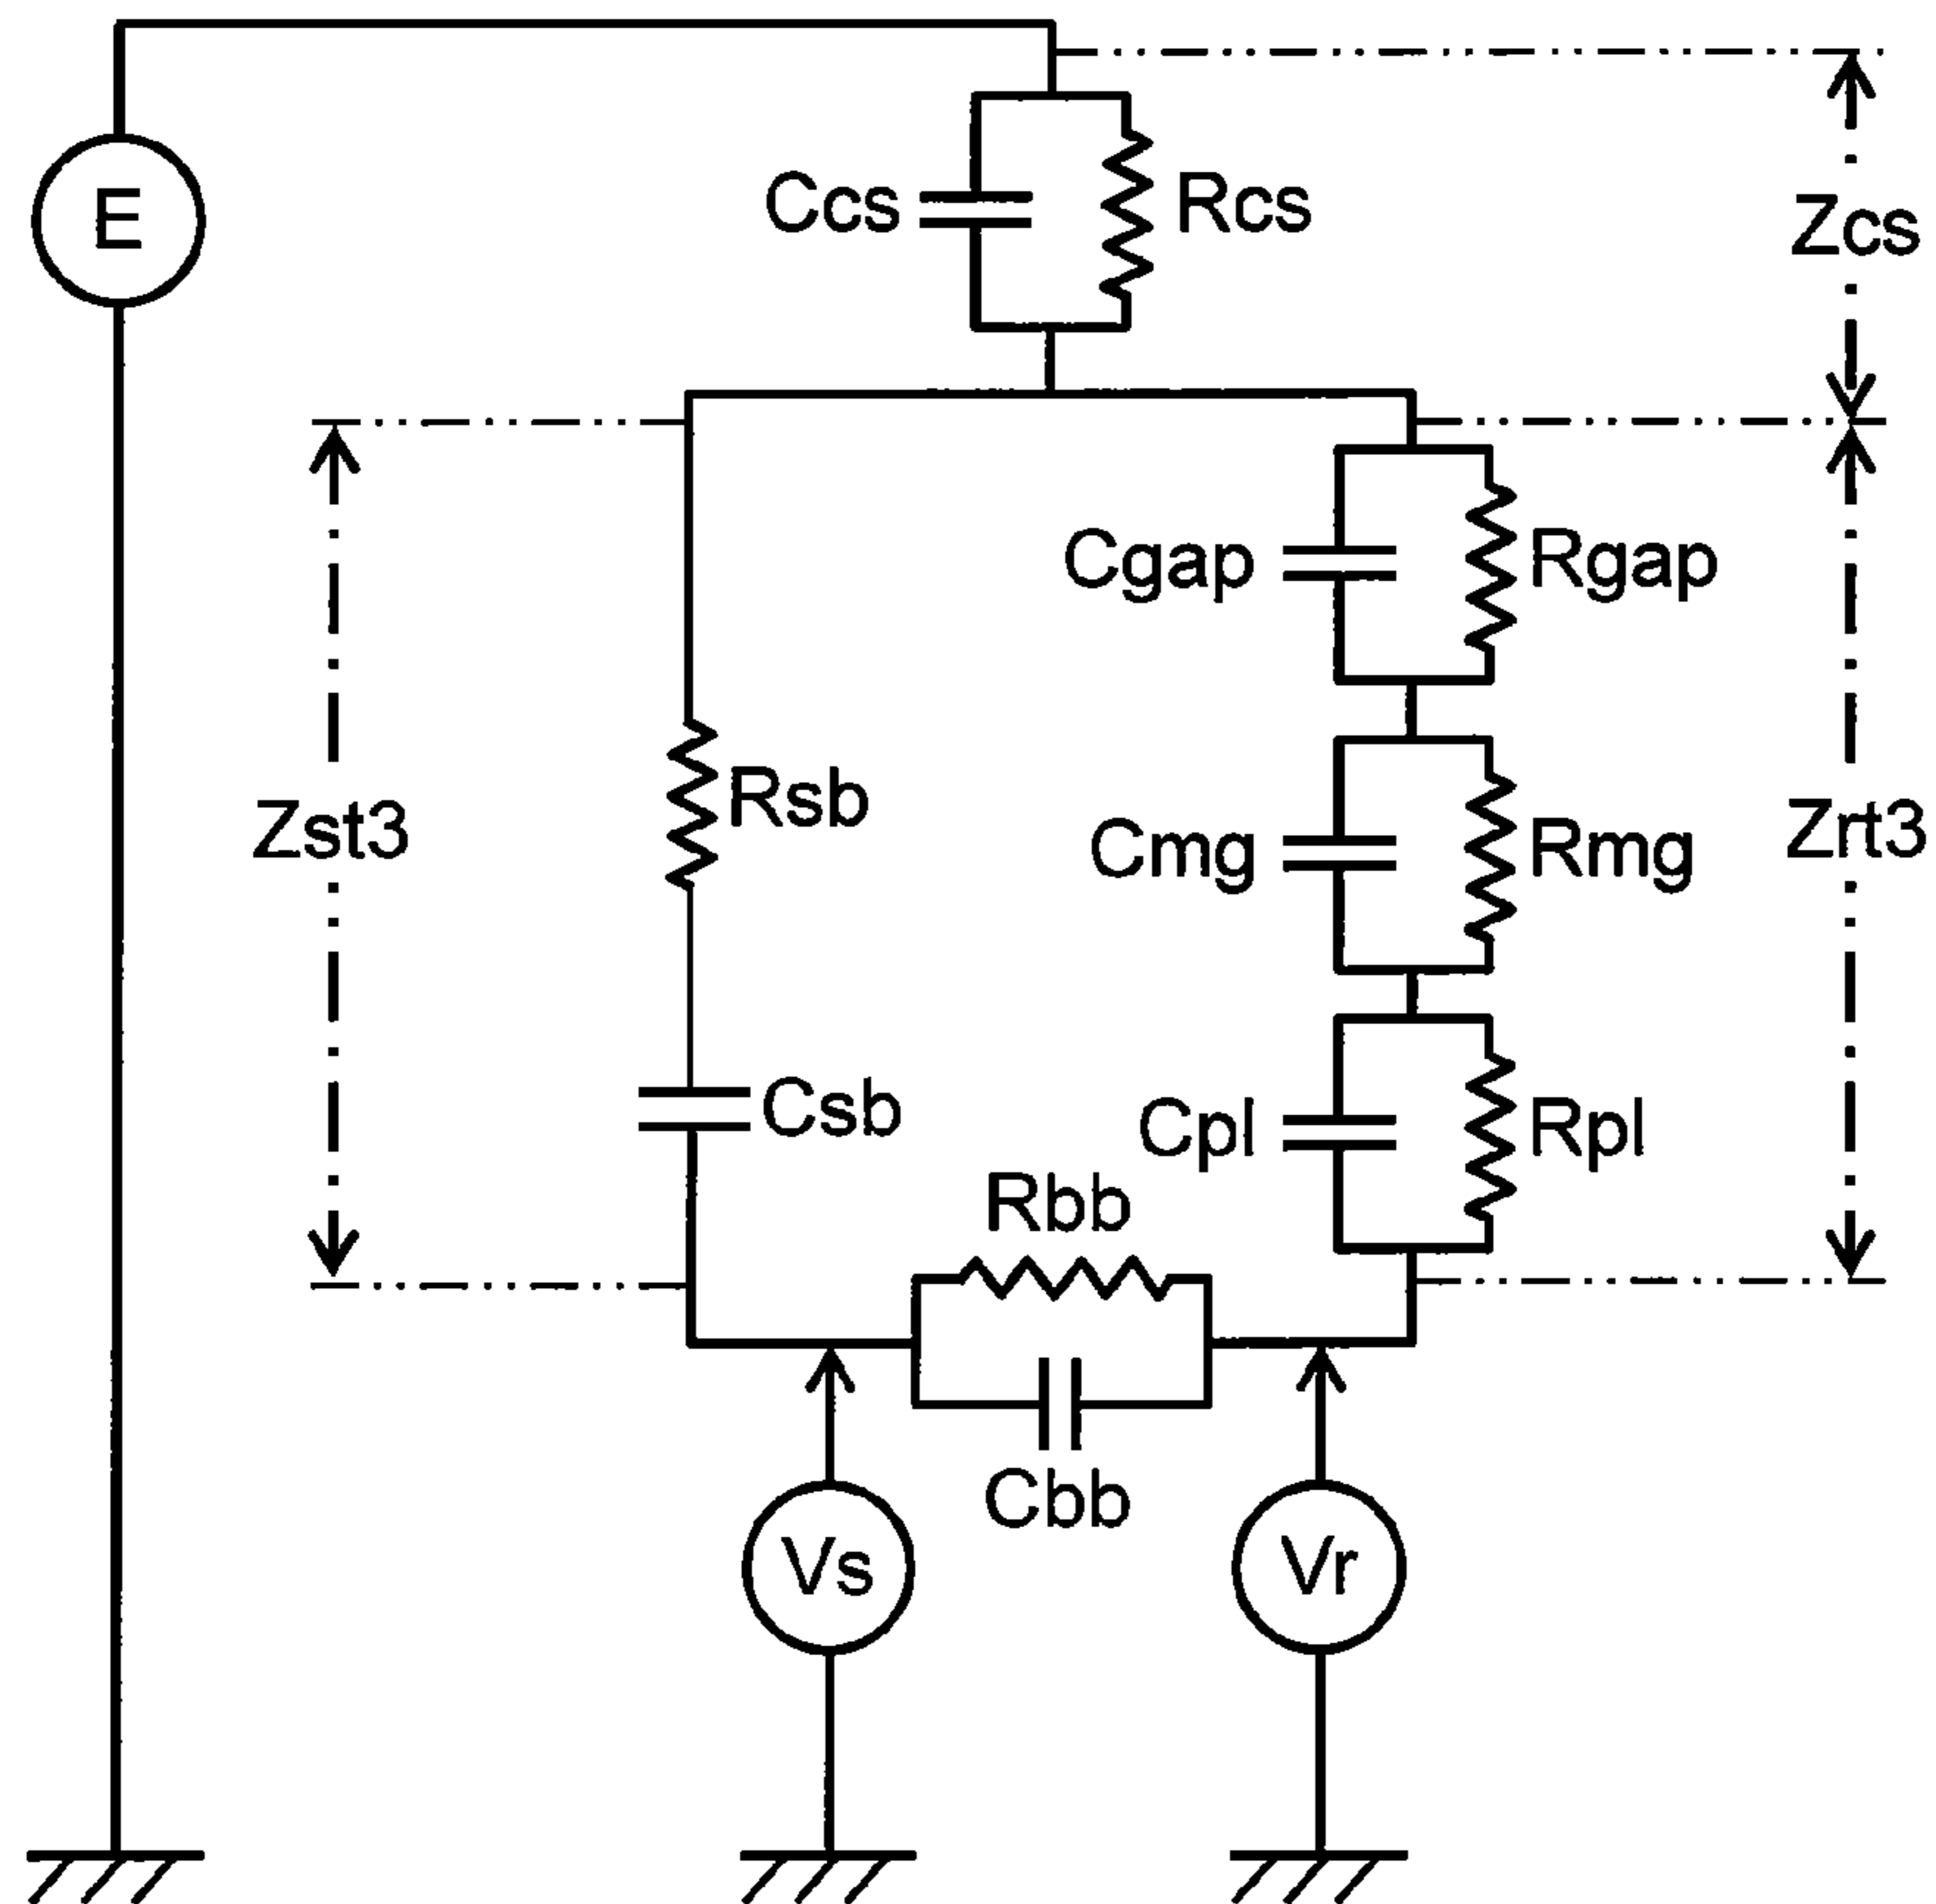 E
Ccs
Rcs
Zcs
Cgap
Rgap
Rsb
Zst3
Cmg
Rmg
Zrt3
Csb
Cpl
Rpl
Rbb
Cbb
Vs
Vr